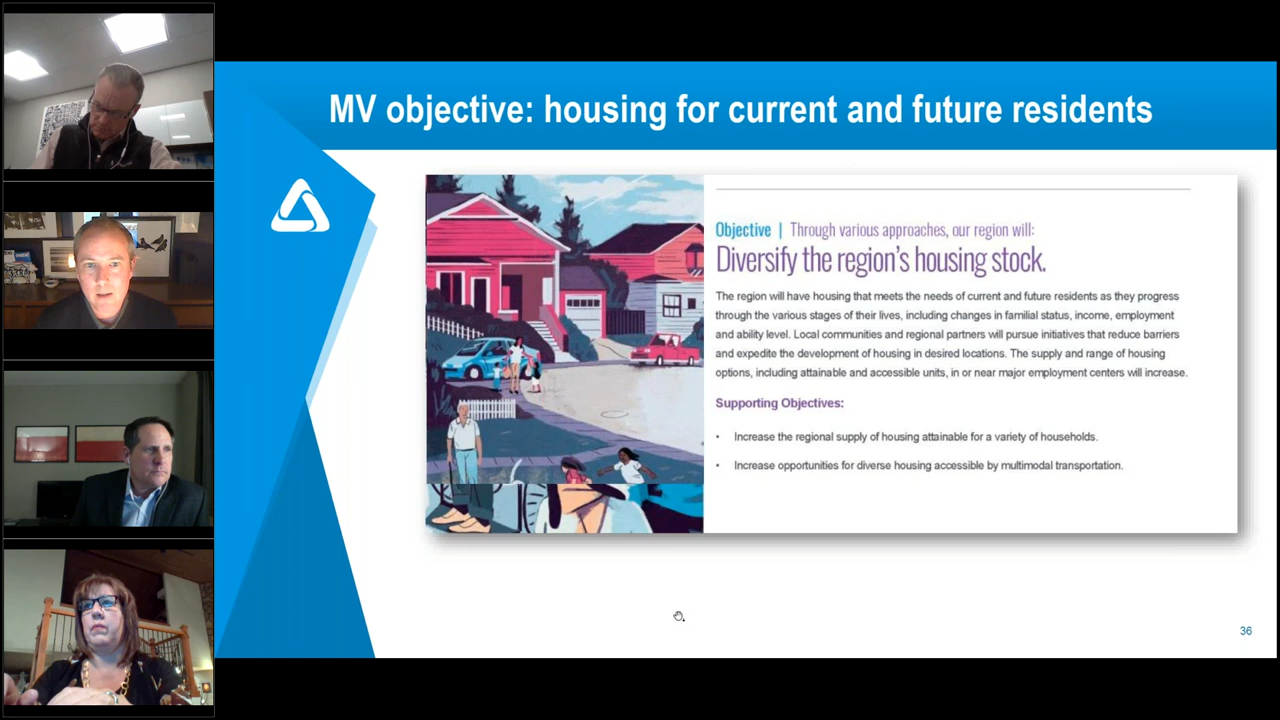 MV objective: housing for current and future residents
Objective | Through various approaches, our region will:
Diversify the region's housing stock.
The region will have housing that meets the needs of current and future residents as they progress
through the various stages of their lives, including changes in familial status, income, employment
and ability level. Local communities and regional partners will pursue initiatives that reduce barriers
and expedite the development of housing in desired locations. The supply and range of housing
options, including attainable and accessible units, in or near major employment centers will increase.
Supporting Objectives:
• Increase the regional supply of housing attainable for a variety of households.
• Increase opportunities for diverse housing accessible by multimodal transportation.
36